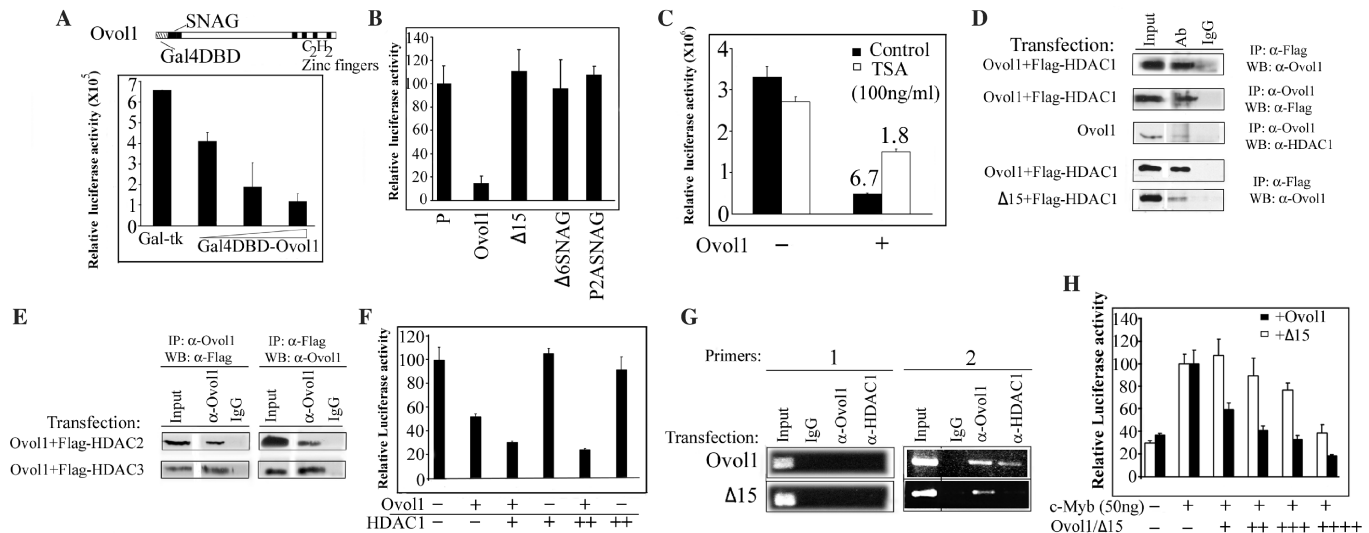 A
Ovol1
SNAG
Gal4DBD
C2H2
Zinc fingers
Relative luciferase activity (X10^5)
7
6
5
4
3
2
1
0
Gal-tk
Gal4DBD-Ovol1
B
Relative luciferase activity
140
120
100
80
60
40
20
0
P
Ovol1
Δ15
Δ6SNAG
P2ASNAG
C
Relative luciferase activity (X10^6)
4
3
2
1
0
Control
TSA
(100ng/ml)
6.7
1.8
Ovol1
–
+
D
Transfection:
Input
Ab
IgG
Ovol1+Flag-HDAC1
IP: α-Flag
WB: α-Ovol1
Ovol1+Flag-HDAC1
IP: α-Ovol1
WB: α-Flag
Ovol1
IP: α-Ovol1
WB: α-HDAC1
Ovol1+Flag-HDAC1
Δ15+Flag-HDAC1
IP: α-Flag
WB: α-Ovol1
E
IP: α-Ovol1
WB: α-Flag
IP: α-Flag
WB: α-Ovol1
Input
α-Ovol1
IgG
Input
α-Ovol1
IgG
Transfection:
Ovol1+Flag-HDAC2
Ovol1+Flag-HDAC3
F
Relative Luciferase activity
120
100
80
60
40
20
0
Ovol1 – + + – + –
HDAC1 – – + + ++ ++
G
Primers:
1
2
Transfection:
Input
IgG
α-Ovol1
α-HDAC1
Input
IgG
α-Ovol1
α-HDAC1
Ovol1
Δ15
H
Relative Luciferase activity
140
120
100
80
60
40
20
0
+Ovol1
+Δ15
c-Myb (50ng) – + + + + +
Ovol1/Δ15 – – + ++ +++ ++++